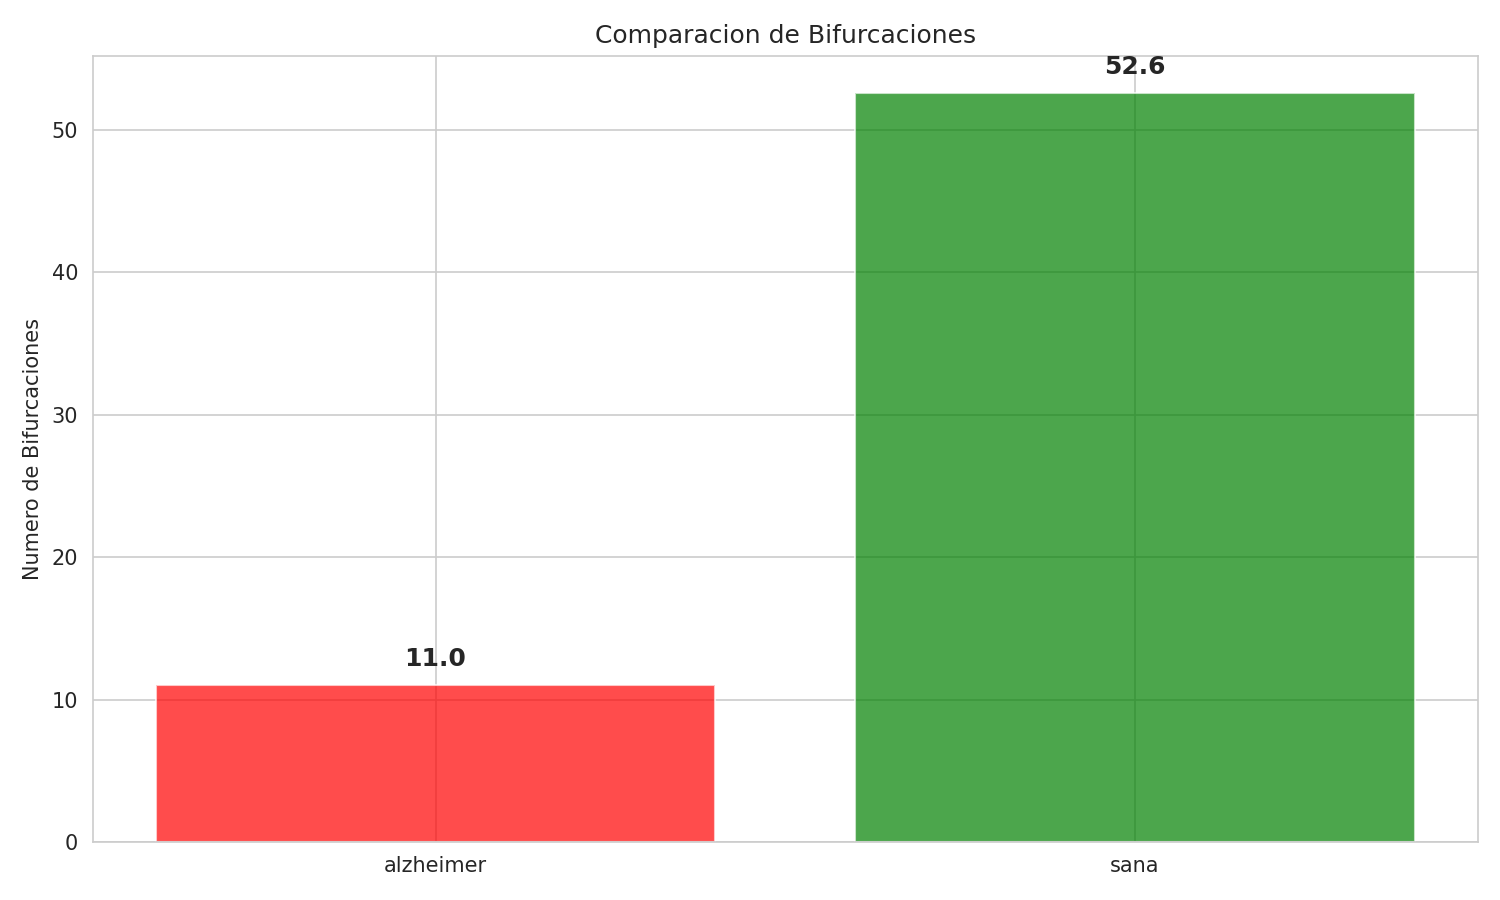 Comparacion de Bifurcaciones
Numero de Bifurcaciones
50
40
30
20
10
0
52.6
11.0
alzheimer
sana